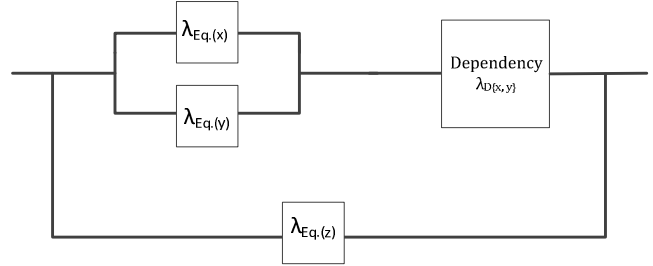 λEq.(x)
λEq.(y)
Dependency
λD{x, y}
λEq.(z)